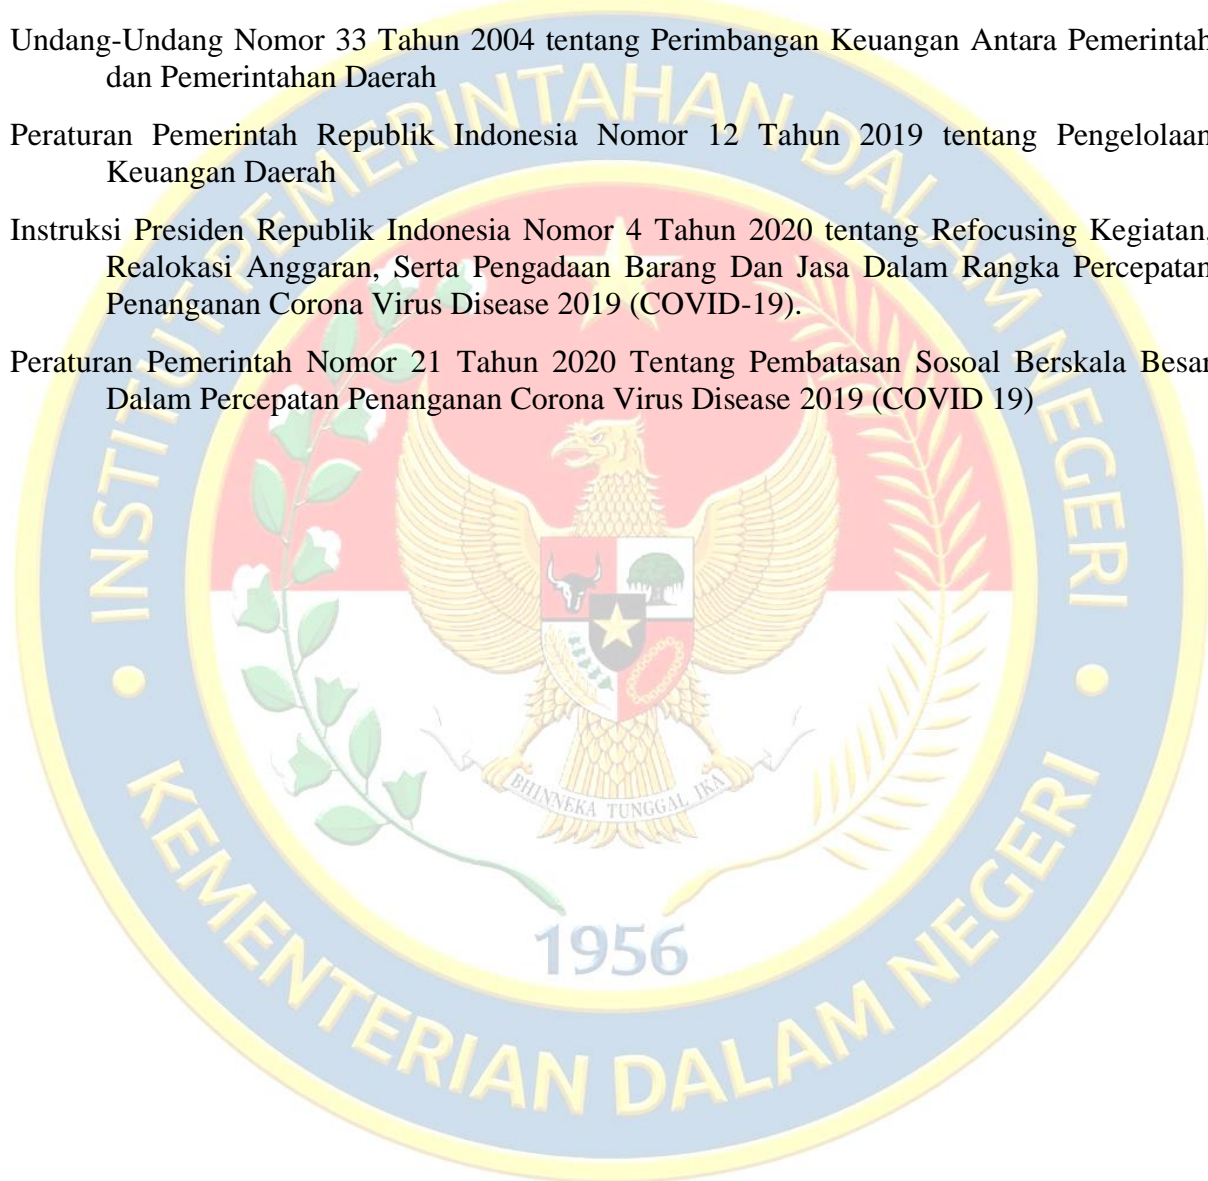 Undang-Undang Nomor 33 Tahun 2004 tentang Perimbangan Keuangan Antara Pemerintah
dan Pemerintahan Daerah
Peraturan Pemerintah Republik Indonesia Nomor 12 Tahun 2019 tentang Pengelolaan
Keuangan Daerah
Instruksi Presiden Republik Indonesia Nomor 4 Tahun 2020 tentang Refocusing Kegiatan,
Realokasi Anggaran, Serta Pengadaan Barang Dan Jasa Dalam Rangka Percepatan
Penanganan Corona Virus Disease 2019 (COVID-19).
Peraturan Pemerintah Nomor 21 Tahun 2020 Tentang Pembatasan Sosoal Berskala Besar
Dalam Percepatan Penanganan Corona Virus Disease 2019 (COVID 19)
INSTITUT PEMERINTAHAN DALAM NEGERI
BHINNEKA TUNGGAL IKA
1956
KEMENTERIAN DALAM NEGERI